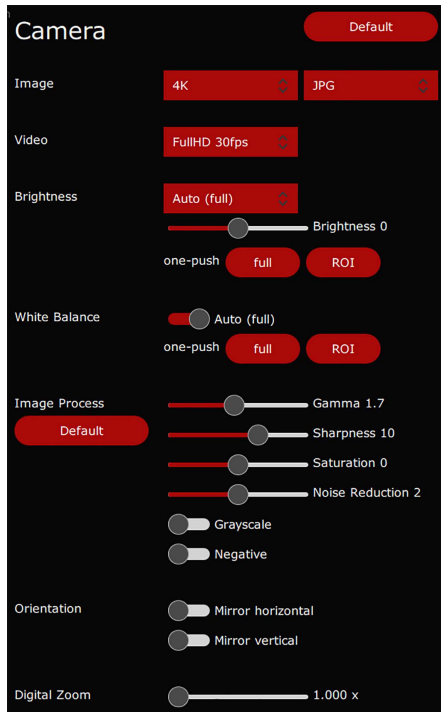 Camera Default
Image 4K JPG
Video FullHD 30fps
Brightness Auto (full)
Brightness 0
one-push full ROI
White Balance Auto (full)
one-push full ROI
Image Process Gamma 1.7
Default Sharpness 10
Saturation 0
Noise Reduction 2
Grayscale
Negative
Orientation Mirror horizontal
Mirror vertical
Digital Zoom 1.000 x